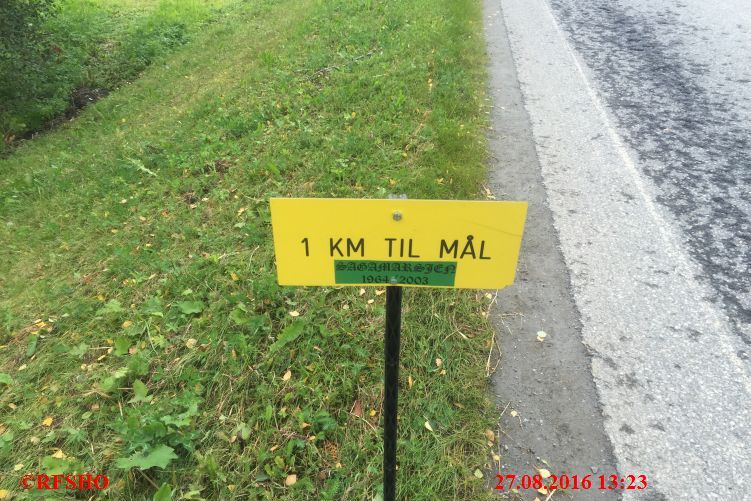 1 KM TIL MÅL
SAGAMARSJEN
1964-2003
©RFSHO
27.08.2016 13:23